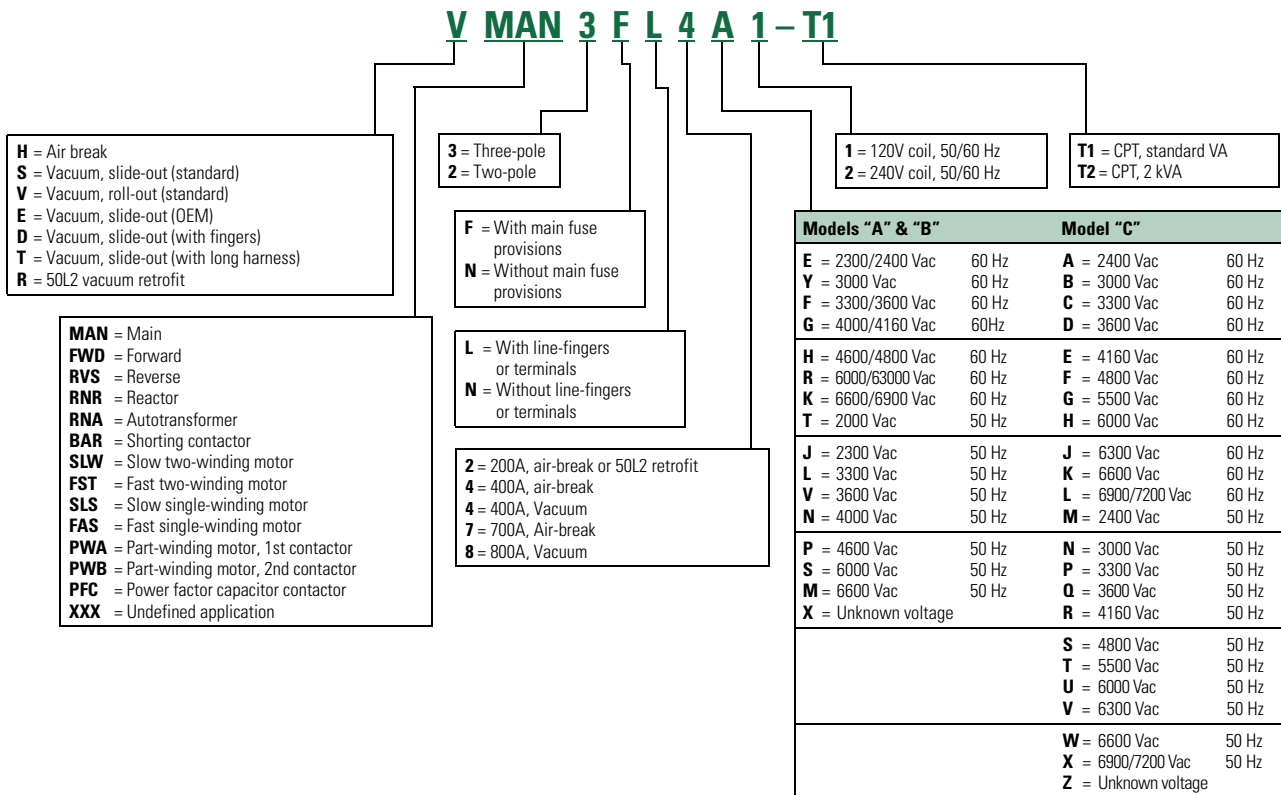 V MAN 3 F L 4 A 1 – T1
H = Air break
S = Vacuum, slide-out (standard)
V = Vacuum, roll-out (standard)
E = Vacuum, slide-out (OEM)
D = Vacuum, slide-out (with fingers)
T = Vacuum, slide-out (with long harness)
R = 50L2 vacuum retrofit
MAN = Main
FWD = Forward
RVS = Reverse
RNR = Reactor
RNA = Autotransformer
BAR = Shorting contactor
SLW = Slow two-winding motor
FST = Fast two-winding motor
SLS = Slow single-winding motor
FAS = Fast single-winding motor
PWA = Part-winding motor, 1st contactor
PWB = Part-winding motor, 2nd contactor
PFC = Power factor capacitor contactor
XXX = Undefined application
3 = Three-pole
2 = Two-pole
F = With main fuse
provisions
N = Without main fuse
provisions
L = With line-fingers
or terminals
N = Without line-fingers
or terminals
2 = 200A, air-break or 50L2 retrofit
4 = 400A, air-break
4 = 400A, Vacuum
7 = 700A, Air-break
8 = 800A, Vacuum
1 = 120V coil, 50/60 Hz
2 = 240V coil, 50/60 Hz
T1 = CPT, standard VA
T2 = CPT, 2 kVA
Models "A" & "B" Model "C"
E = 2300/2400 Vac 60 Hz A = 2400 Vac 60 Hz
Y = 3000 Vac 60 Hz B = 3000 Vac 60 Hz
F = 3300/3600 Vac 60 Hz C = 3300 Vac 60 Hz
G = 4000/4160 Vac 60Hz D = 3600 Vac 60 Hz
H = 4600/4800 Vac 60 Hz E = 4160 Vac 60 Hz
R = 6000/63000 Vac 60 Hz F = 4800 Vac 60 Hz
K = 6600/6900 Vac 60 Hz G = 5500 Vac 60 Hz
T = 2000 Vac 50 Hz H = 6000 Vac 60 Hz
J = 2300 Vac 50 Hz J = 6300 Vac 60 Hz
L = 3300 Vac 50 Hz K = 6600 Vac 60 Hz
V = 3600 Vac 50 Hz L = 6900/7200 Vac 60 Hz
N = 4000 Vac 50 Hz M = 2400 Vac 50 Hz
P = 4600 Vac 50 Hz N = 3000 Vac 50 Hz
S = 6000 Vac 50 Hz P = 3300 Vac 50 Hz
M = 6600 Vac 50 Hz Q = 3600 Vac 50 Hz
X = Unknown voltage R = 4160 Vac 50 Hz
S = 4800 Vac 50 Hz
T = 5500 Vac 50 Hz
U = 6000 Vac 50 Hz
V = 6300 Vac 50 Hz
W = 6600 Vac 50 Hz
X = 6900/7200 Vac 50 Hz
Z = Unknown voltage